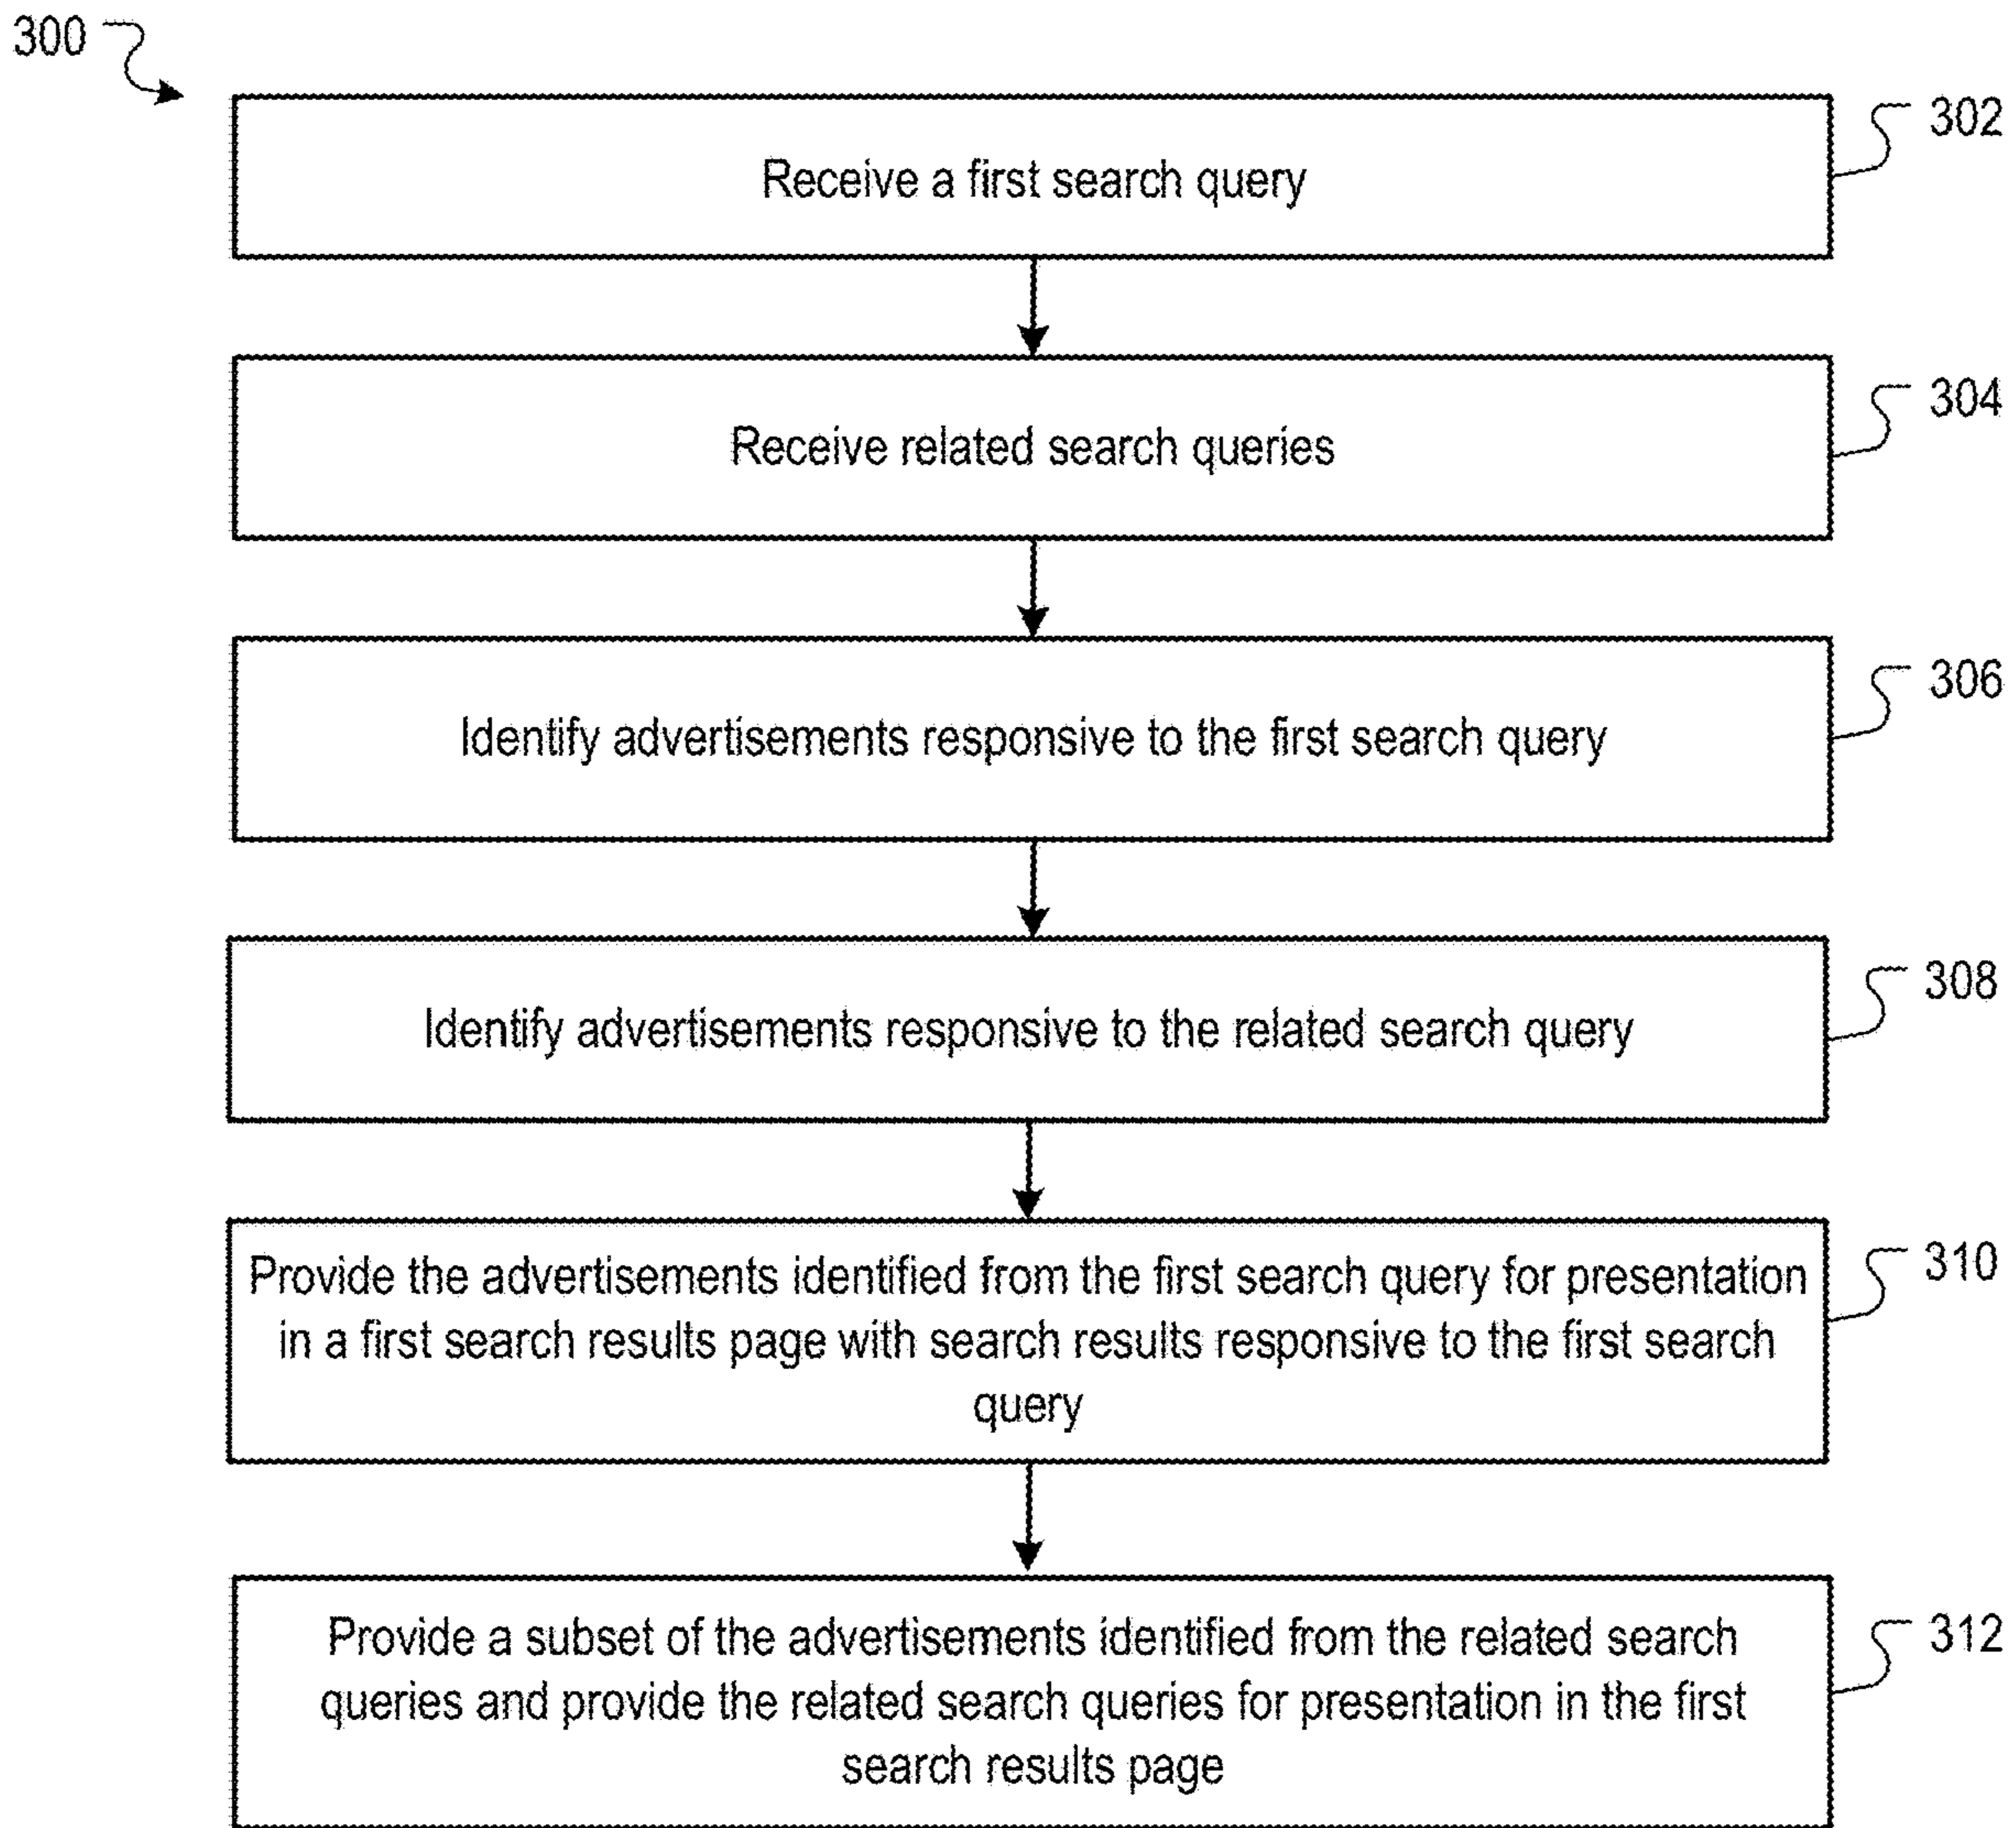 300
302
Receive a first search query
304
Receive related search queries
306
Identify advertisements responsive to the first search query
308
Identify advertisements responsive to the related search query
310
Provide the advertisements identified from the first search query for presentation
in a first search results page with search results responsive to the first search
query
312
Provide a subset of the advertisements identified from the related search
queries and provide the related search queries for presentation in the first
search results page